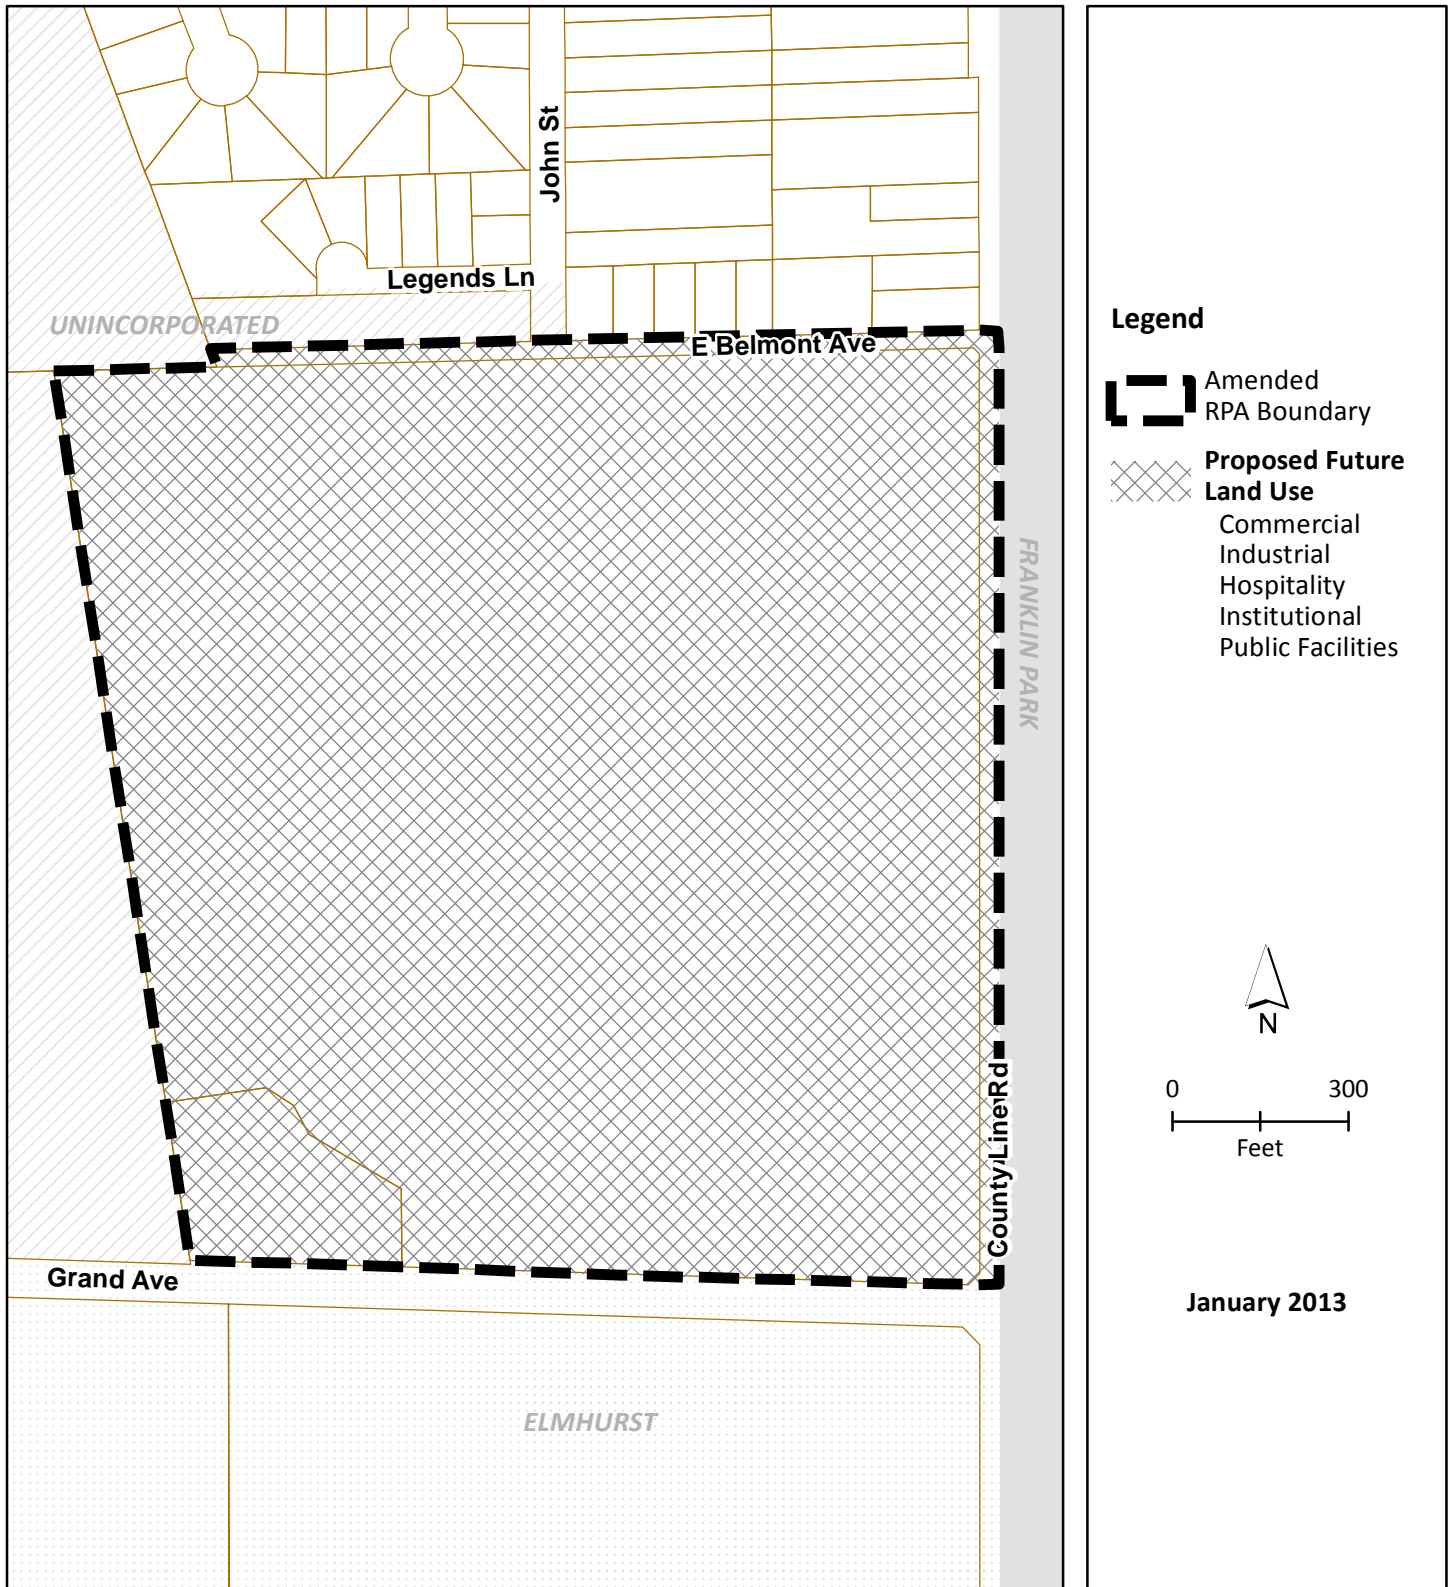 John St
Legends Ln
UNINCORPORATED
E Belmont Ave
FRANKLIN PARK
County Line Rd
Grand Ave
ELMHURST
Legend
Amended
RPA Boundary
Proposed Future
Land Use
Commercial
Industrial
Hospitality
Institutional
Public Facilities
N
0 300
Feet
January 2013